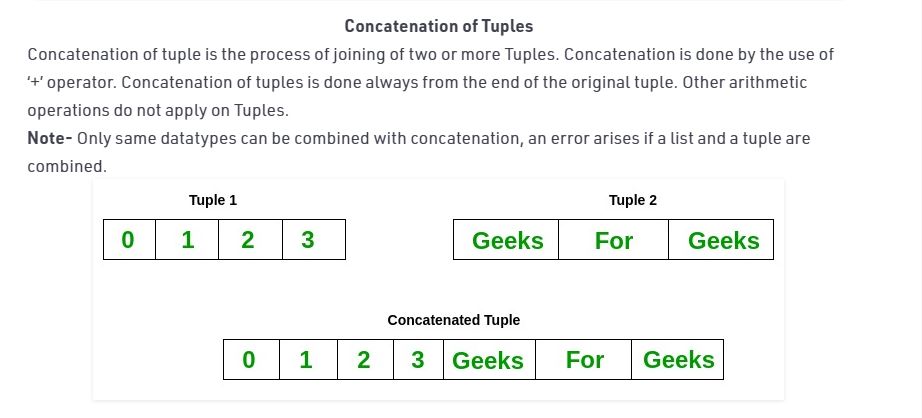 Concatenation of Tuples
Concatenation of tuple is the process of joining of two or more Tuples. Concatenation is done by the use of
'+' operator. Concatenation of tuples is done always from the end of the original tuple. Other arithmetic
operations do not apply on Tuples.
Note- Only same datatypes can be combined with concatenation, an error arises if a list and a tuple are
combined.
Tuple 1 Tuple 2
0 1 2 3 Geeks For Geeks
Concatenated Tuple
0 1 2 3 Geeks For Geeks